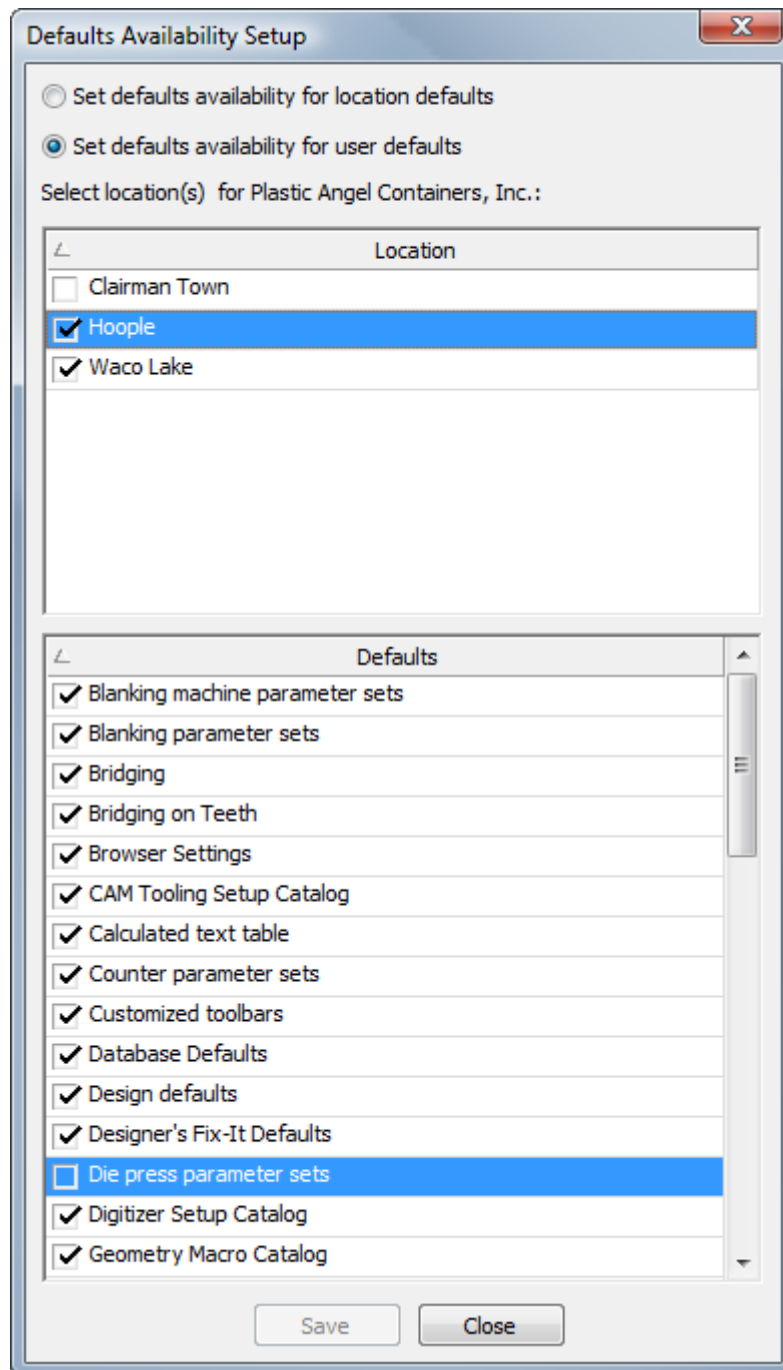 Defaults Availability Setup
Set defaults availability for location defaults
Set defaults availability for user defaults
Select location(s) for Plastic Angel Containers, Inc.:
Location
Clairman Town
Hoople
Waco Lake
Defaults
Blanking machine parameter sets
Blanking parameter sets
Bridging
Bridging on Teeth
Browser Settings
CAM Tooling Setup Catalog
Calculated text table
Counter parameter sets
Customized toolbars
Database Defaults
Design defaults
Designer's Fix-It Defaults
Die press parameter sets
Digitizer Setup Catalog
Geometry Macro Catalog
Save Close